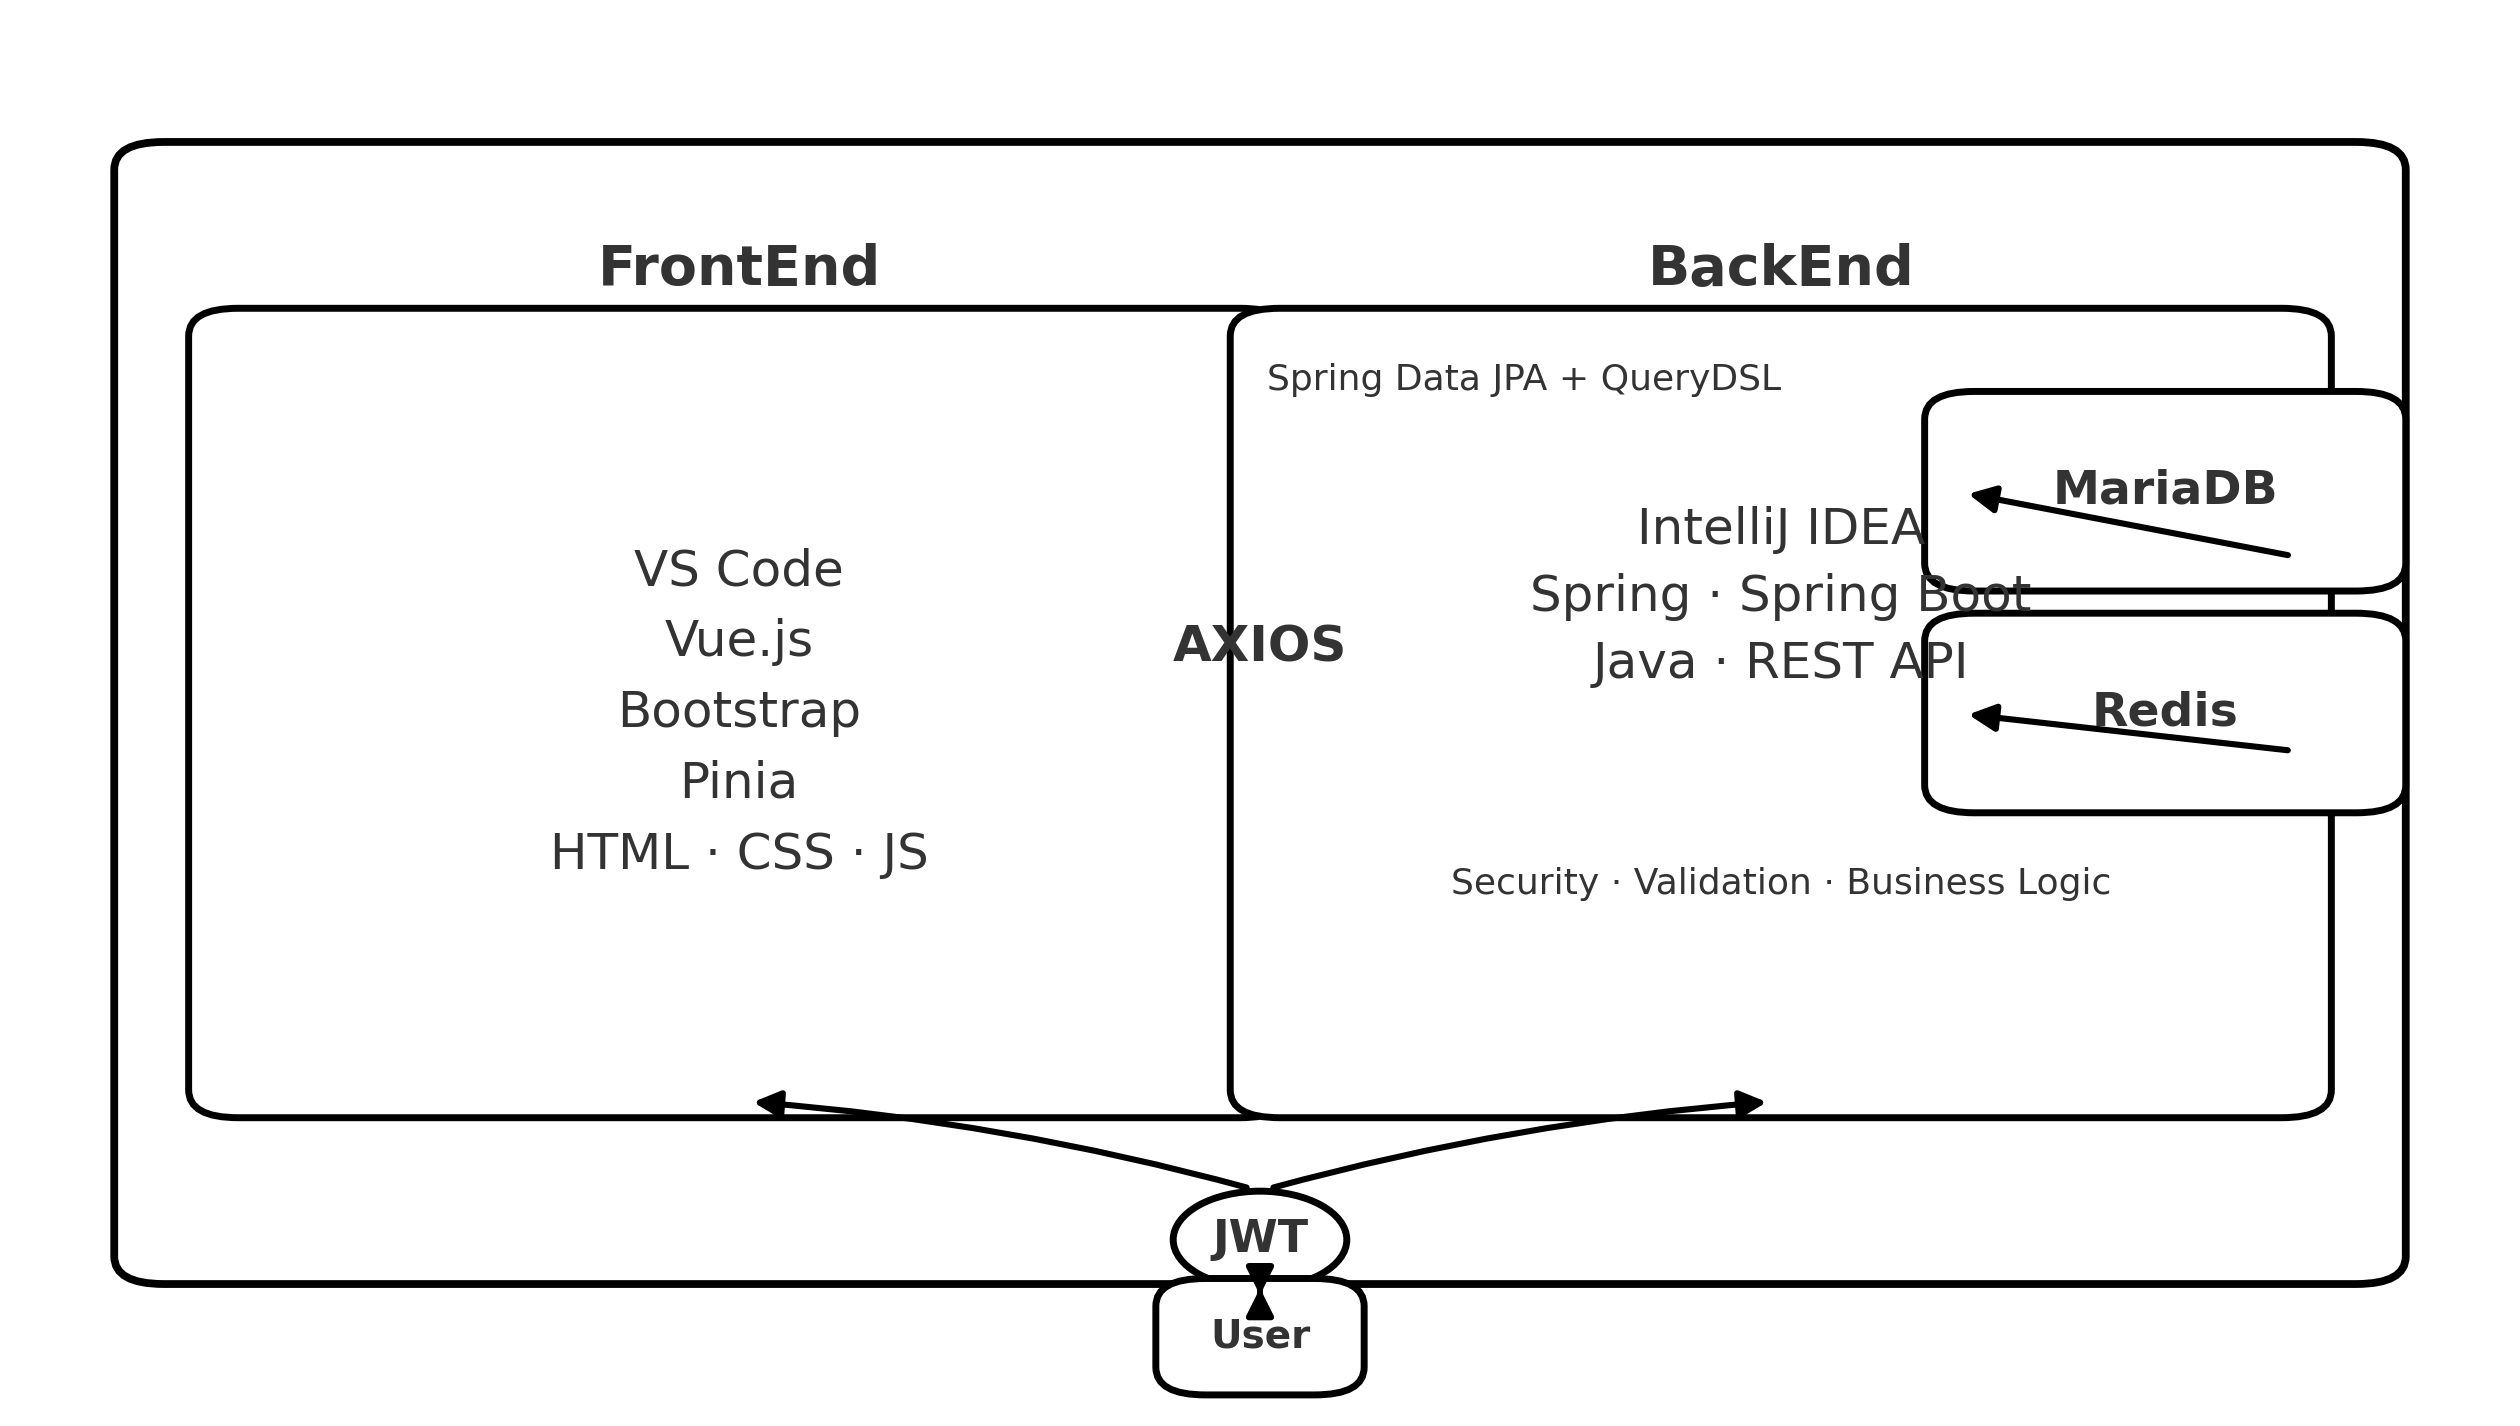 FrontEnd
BackEnd
VS Code
Vue.js
Bootstrap
Pinia
HTML · CSS · JS
AXIOS
Spring Data JPA + QueryDSL
IntelliJ IDEA
Spring · Spring Boot
Java · REST API
Security · Validation · Business Logic
MariaDB
Redis
JWT
User